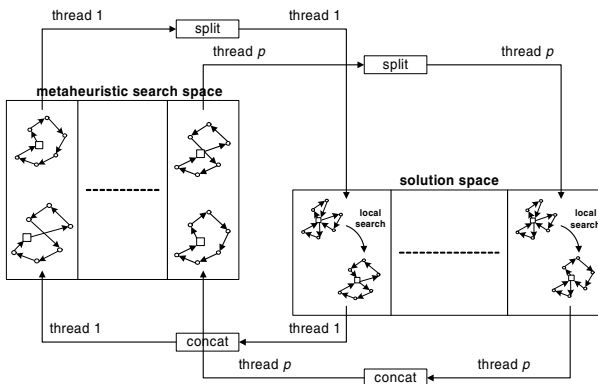 thread 1
split
thread 1
thread p
split
thread p
metaheuristic search space
solution space
local
search
local
search
thread 1
concat
thread 1
thread p
concat
thread p